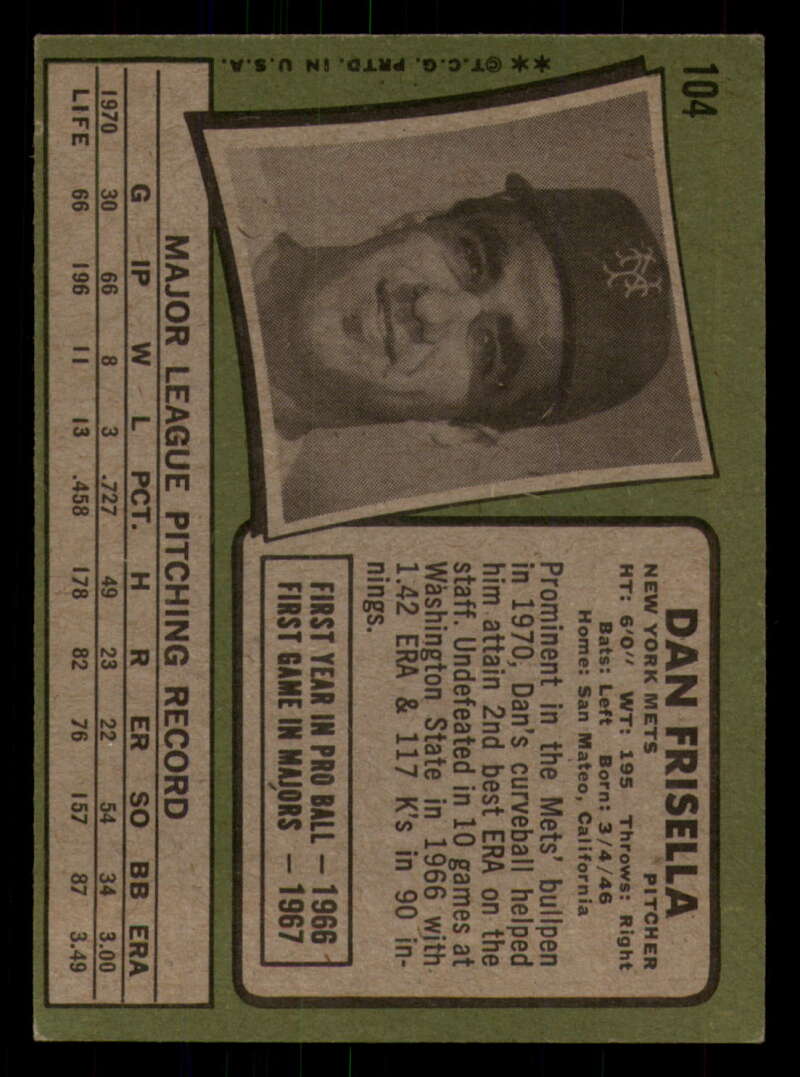 104
**©T.C.G. PRTD. IN U.S.A.
NY
DAN FRISELLA
NEW YORK METS PITCHER
HT: 6'0" WT: 195 Throws: Right
Bats: Left Born: 3/4/46
Home: San Mateo, California
Prominent in the Mets' bullpen
in 1970, Dan's curveball helped
him attain 2nd best ERA on the
staff. Undefeated in 10 games at
Washington State in 1966 with
1.42 ERA & 117 K's in 90 in-
nings.
FIRST YEAR IN PRO BALL — 1966
FIRST GAME IN MAJORS — 1967
MAJOR LEAGUE PITCHING RECORD
G IP W L PCT. H R ER SO BB ERA
1970 30 66 8 3 .727 49 23 22 54 34 3.00
LIFE 66 196 11 13 .458 178 82 76 157 87 3.49